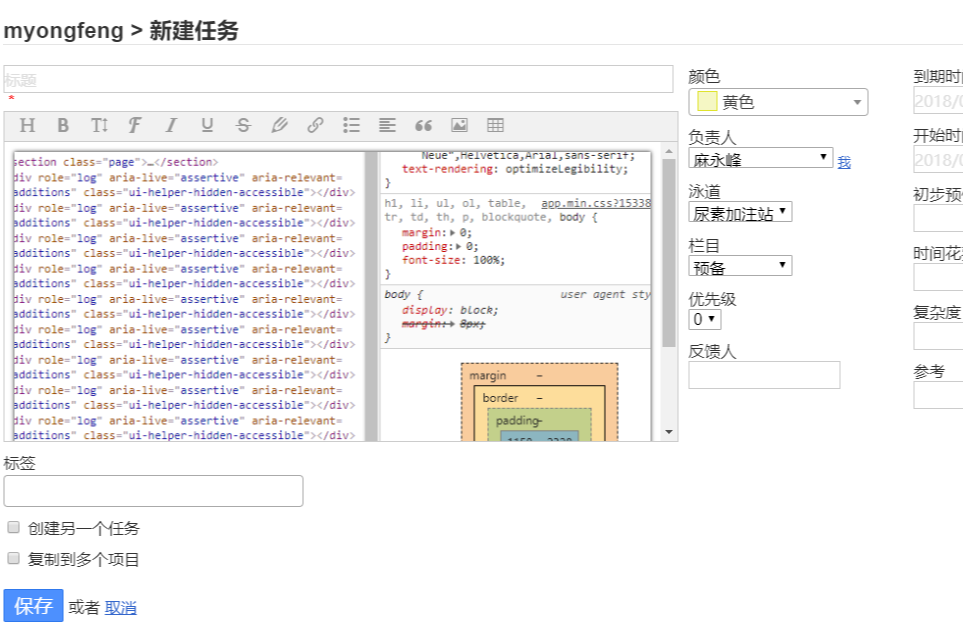 myongfeng > 新建任务
标题
*
H B T F I U S
section class="page">…</section>
div role="log" aria-live="assertive" aria-relevant=
additions" class="ui-helper-hidden-accessible"></div>
div role="log" aria-live="assertive" aria-relevant=
additions" class="ui-helper-hidden-accessible"></div>
div role="log" aria-live="assertive" aria-relevant=
additions" class="ui-helper-hidden-accessible"></div>
div role="log" aria-live="assertive" aria-relevant=
additions" class="ui-helper-hidden-accessible"></div>
div role="log" aria-live="assertive" aria-relevant=
additions" class="ui-helper-hidden-accessible"></div>
div role="log" aria-live="assertive" aria-relevant=
additions" class="ui-helper-hidden-accessible"></div>
div role="log" aria-live="assertive" aria-relevant=
additions" class="ui-helper-hidden-accessible"></div>
div role="log" aria-live="assertive" aria-relevant=
additions" class="ui-helper-hidden-accessible"></div>
div role="log" aria-live="assertive" aria-relevant=
additions" class="ui-helper-hidden-accessible"></div>
Neue",Helvetica,Arial,sans-serif;
text-rendering: optimizeLegibility;
}
h1, li, ul, ol, table, app.min.css?15338
tr, td, th, p, blockquote, body {
margin: 0;
padding: 0;
font-size: 100%;
}
body { user agent sty
display: block;
margin: 8px;
}
margin –
border –
padding-
颜色
黄色
负责人
麻永峰 我
泳道
尿素加注站
栏目
预备
优先级
0
反馈人
到期时间
2018/0
开始时间
2018/0
初步预
时间花
复杂度
参考
标签
创建另一个任务
复制到多个项目
保存 或者 取消